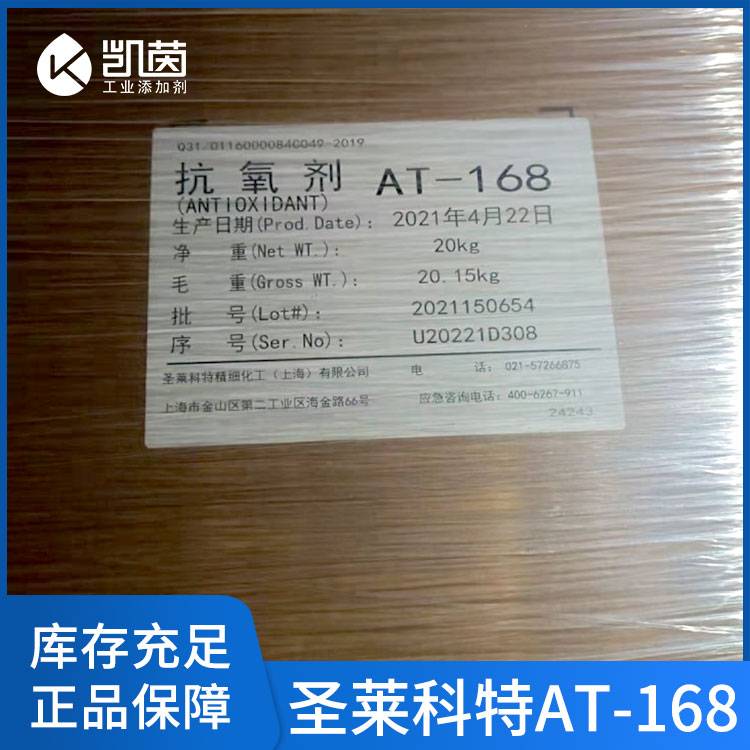 凯茵
工业添加剂
Q31/0116000084C049-2019
抗氧剂 AT-168
(ANTIOXIDANT)
生产日期(Prod.Date): 2021年4月22日
净 重(Net WT.): 20kg
毛 重(Gross WT.): 20.15kg
批 号(Lot#): 2021150654
序 号(Ser.No): U20221D308
圣莱科特精细化工(上海)有限公司 电 话: 021-57266875
上海市金山区第二工业区海金路66号 应急咨询电话: 400-6267-911
24243
库存充足
正品保障
圣莱科特AT-168